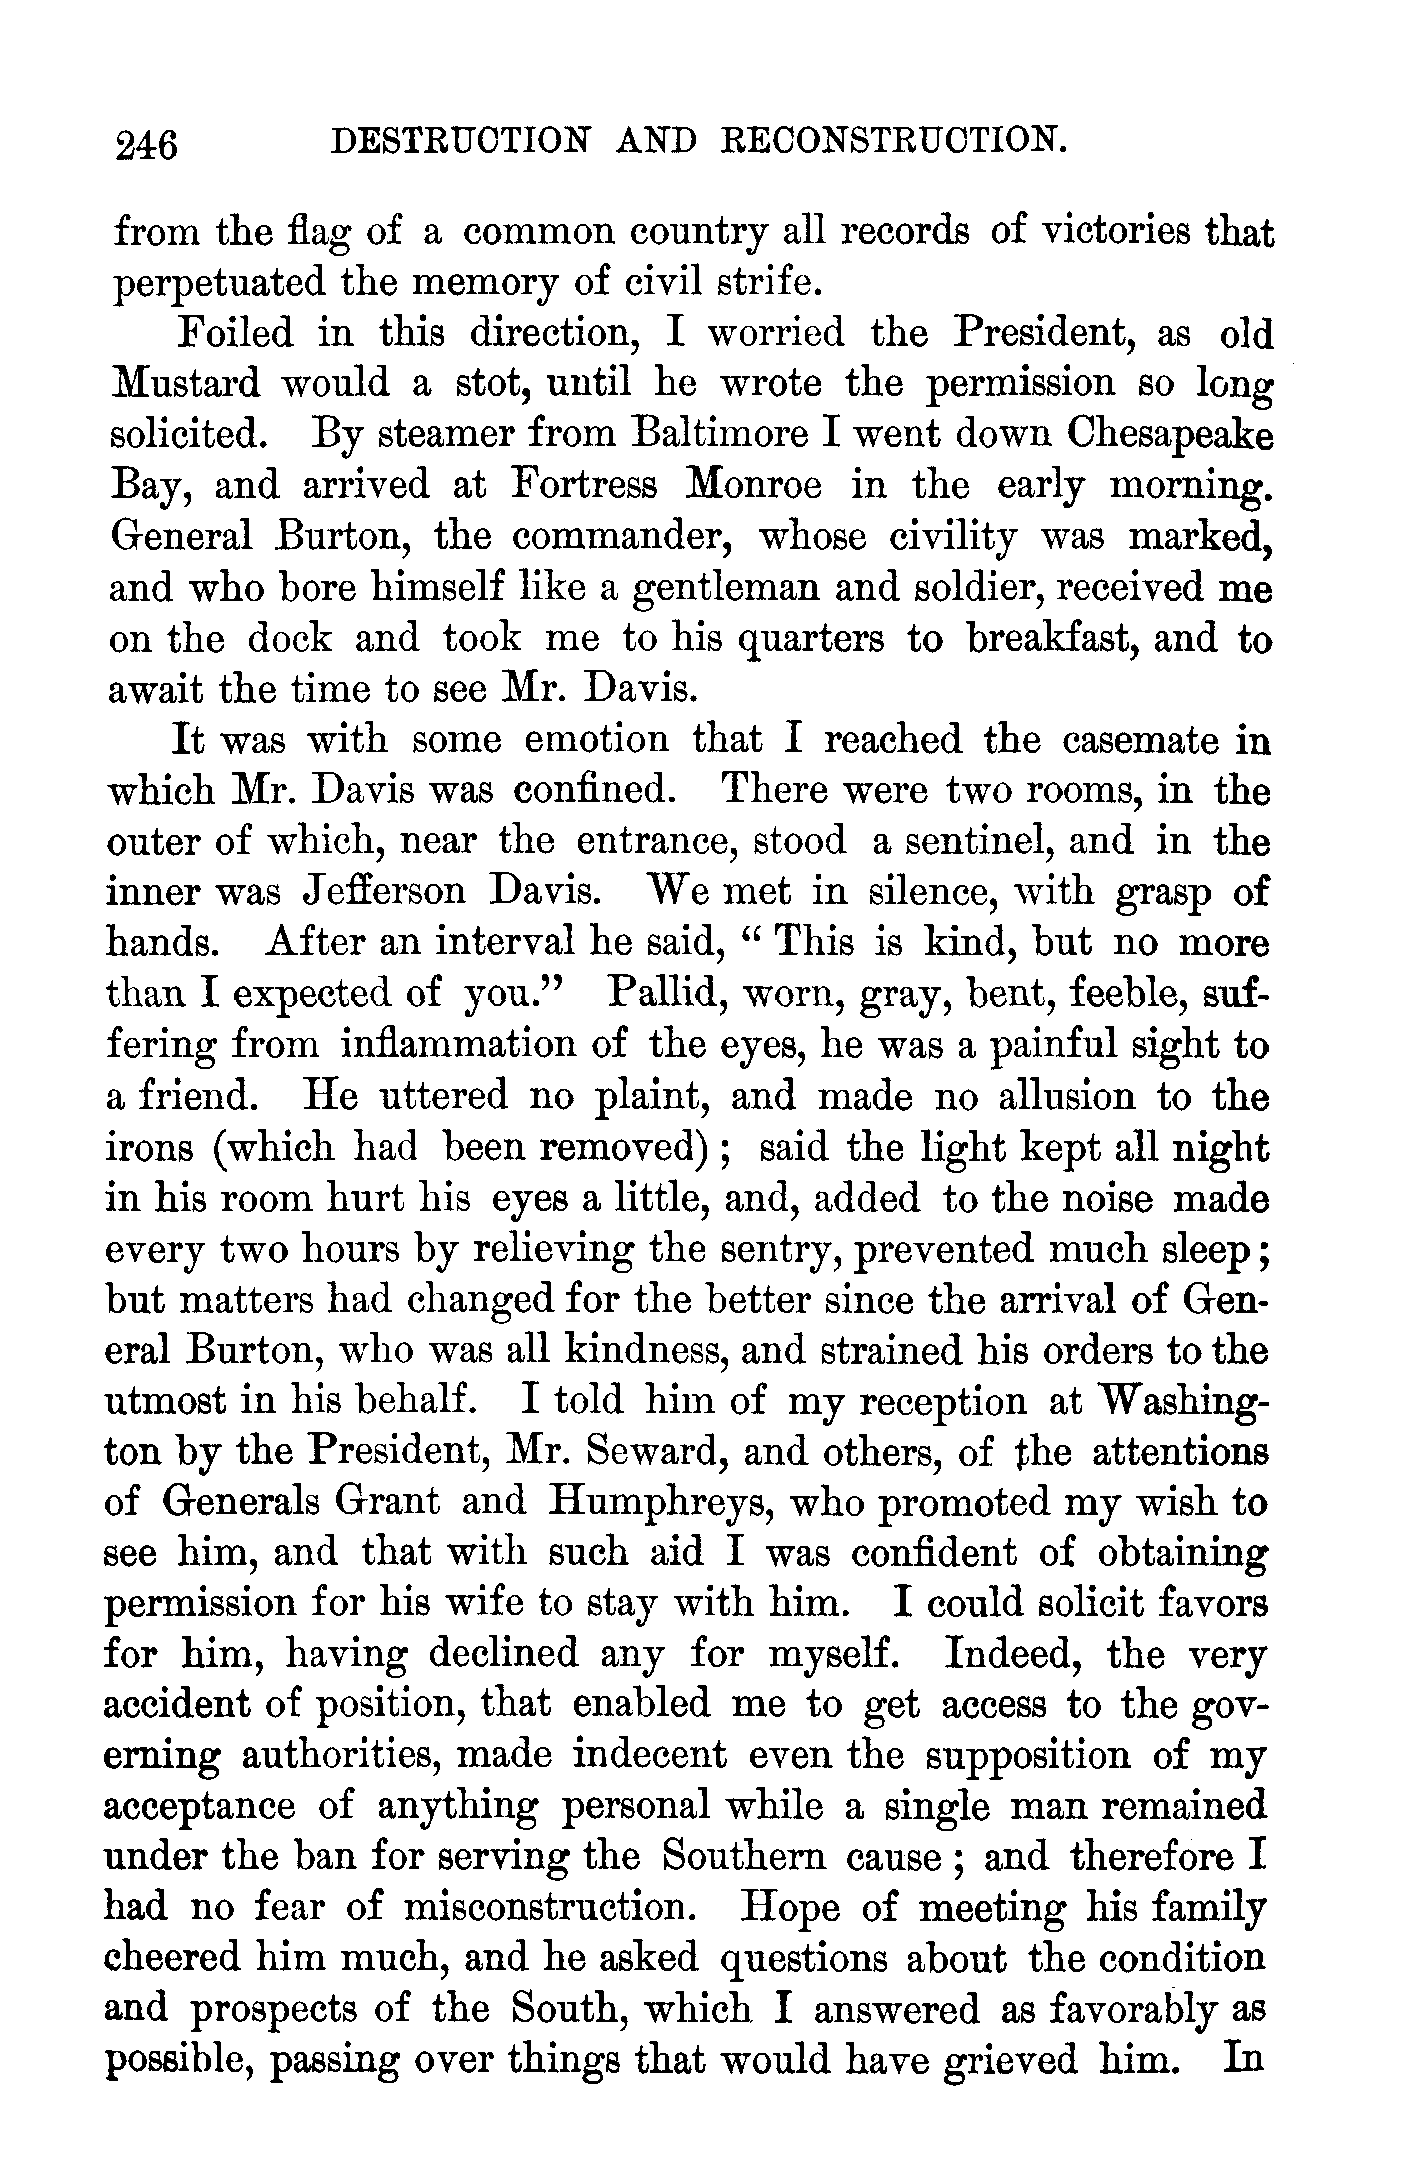 246 DESTRUCTION AND RECONSTRUCTION.
from the flag of a common country all records of victories that
perpetuated the memory of civil strife.
Foiled in this direction, I worried the President, as old
Mustard would a stot, until he wrote the permission so long
solicited. By steamer from Baltimore I went down Chesapeake
Bay, and arrived at Fortress Monroe in the early morning.
General Burton, the commander, whose civility was marked,
and who bore himself like a gentleman and soldier, received me
on the dock and took me to his quarters to breakfast, and to
await the time to see Mr. Davis.
It was with some emotion that I reached the casemate in
which Mr. Davis was confined. There were two rooms, in the
outer of which, near the entrance, stood a sentinel, and in the
inner was Jefferson Davis. We met in silence, with grasp of
hands. After an interval he said, “ This is kind, but no more
than I expected of you.” Pallid, worn, gray, bent, feeble, suf-
fering from inflammation of the eyes, he was a painful sight to
a friend. He uttered no plaint, and made no allusion to the
irons (which had been removed) ; said the light kept all night
in his room hurt his eyes a little, and, added to the noise made
every two hours by relieving the sentry, prevented much sleep ;
but matters had changed for the better since the arrival of Gen-
eral Burton, who was all kindness, and strained his orders to the
utmost in his behalf. I told him of my reception at Washing-
ton by the President, Mr. Seward, and others, of the attentions
of Generals Grant and Humphreys, who promoted my wish to
see him, and that with such aid I was confident of obtaining
permission for his wife to stay with him. I could solicit favors
for him, having declined any for myself. Indeed, the very
accident of position, that enabled me to get access to the gov-
erning authorities, made indecent even the supposition of my
acceptance of anything personal while a single man remained
under the ban for serving the Southern cause ; and therefore I
had no fear of misconstruction. Hope of meeting his family
cheered him much, and he asked questions about the condition
and prospects of the South, which I answered as favorably as
possible, passing over things that would have grieved him. In